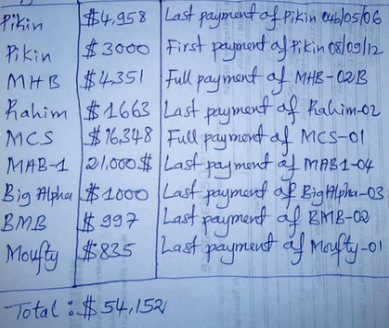 Pikin $4,958 Last payment of Pikin 04b/05/06
Pikin $3000 First payment of Pikin 08/09/12
MHB $4351 Full payment of MHB-02B
Rahim $1663 Last payment of Rahim-02
MCS $16,348 Full payment of MCS-01
MAB-1 21,000$ Last payment of MAB1-04
Big Alpha $1000 Last payment of Big Alpha-03
BMB $997 Last payment of BMB-02
Moufty $835 Last payment of Moufty-01
Total: $54,152